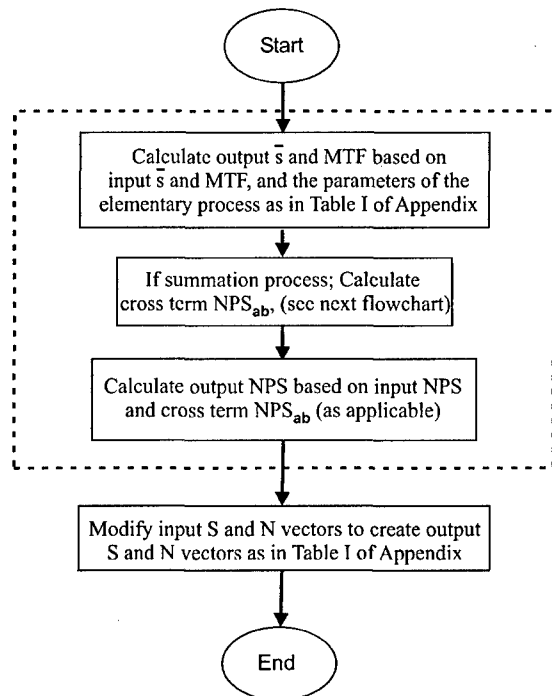 Start
Calculate output s̄ and MTF based on
input s̄ and MTF, and the parameters of the
elementary process as in Table I of Appendix
If summation process; Calculate
cross term NPSab, (see next flowchart)
Calculate output NPS based on input NPS
and cross term NPSab (as applicable)
Modify input S and N vectors to create output
S and N vectors as in Table I of Appendix
End